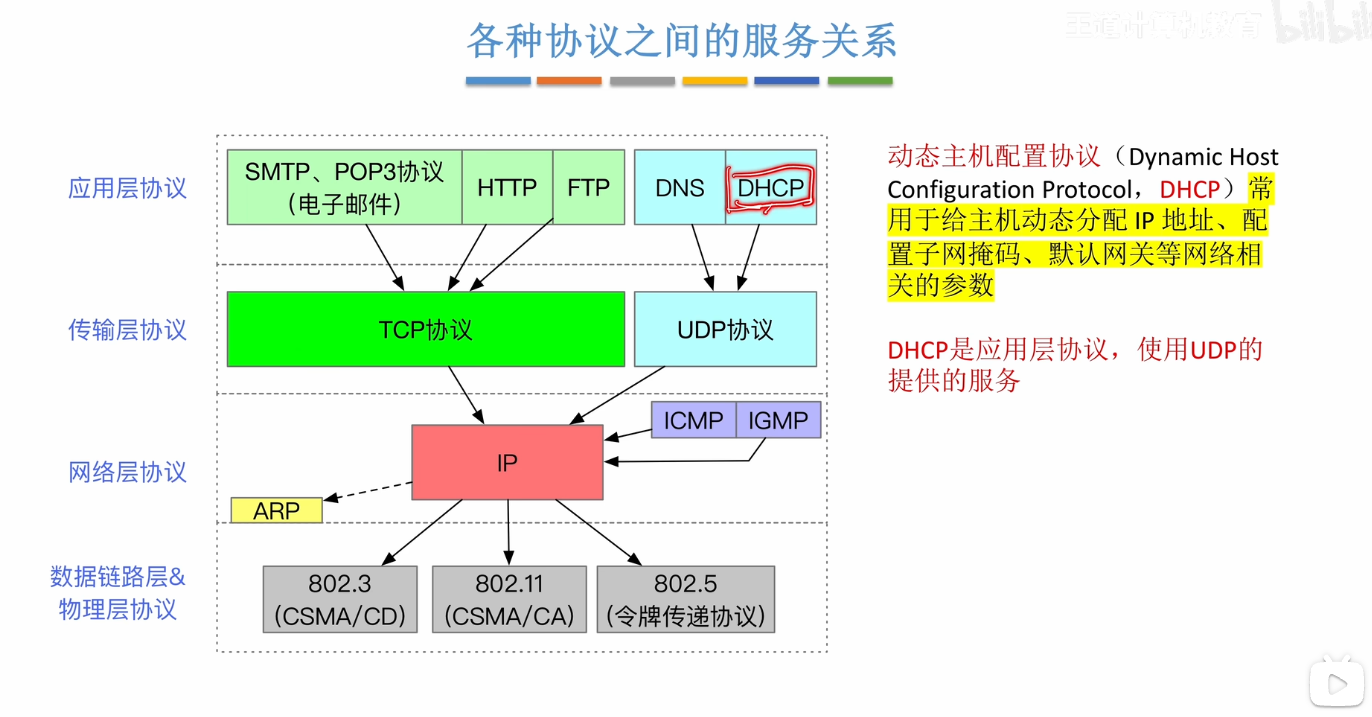 各种协议之间的服务关系
王道计算机教育
bilibili
应用层协议
SMTP、POP3协议
(电子邮件)
HTTP
FTP
DNS
DHCP
传输层协议
TCP协议
UDP协议
网络层协议
ICMP
IGMP
IP
ARP
数据链路层&
物理层协议
802.3
(CSMA/CD)
802.11
(CSMA/CA)
802.5
(令牌传递协议)
动态主机配置协议（Dynamic Host
Configuration Protocol，DHCP）常
用于给主机动态分配 IP 地址、配
置子网掩码、默认网关等网络相
关的参数
DHCP是应用层协议，使用UDP的
提供的服务